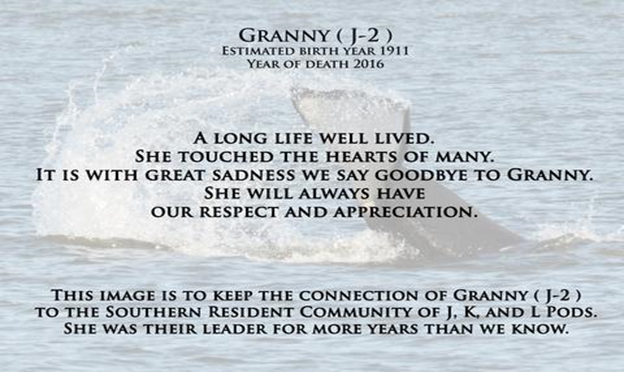 Granny ( J-2 )
Estimated birth year 1911
Year of death 2016
A long life well lived.
She touched the hearts of many.
It is with great sadness we say goodbye to Granny.
She will always have
our respect and appreciation.
This image is to keep the connection of Granny ( J-2 )
to the Southern Resident Community of J, K, and L Pods.
She was their leader for more years than we know.